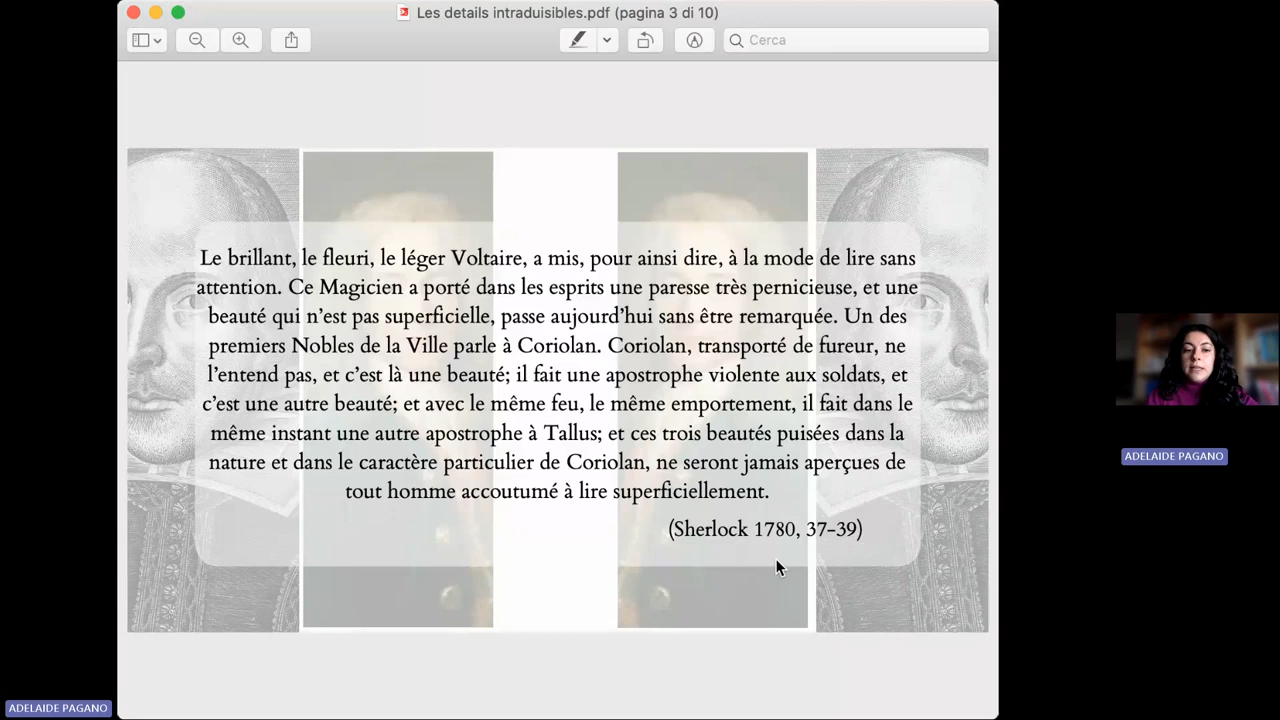 Les details intraduisibles.pdf (pagina 3 di 10)
Cerca
Le brillant, le fleuri, le léger Voltaire, a mis, pour ainsi dire, à la mode de lire sans
attention. Ce Magicien a porté dans les esprits une paresse très pernicieuse, et une
beauté qui n'est pas superficielle, passe aujourd'hui sans être remarquée. Un des
premiers Nobles de la Ville parle à Coriolan. Coriolan, transporté de fureur, ne
l'entend pas, et c'est là une beauté; il fait une apostrophe violente aux soldats, et
c'est une autre beauté; et avec le même feu, le même emportement, il fait dans le
même instant une autre apostrophe à Tallus; et ces trois beautés puisées dans la
nature et dans le caractère particulier de Coriolan, ne seront jamais aperçues de
tout homme accoutumé à lire superficiellement.
(Sherlock 1780, 37-39)
ADELAIDE PAGANO
ADELAIDE PAGANO